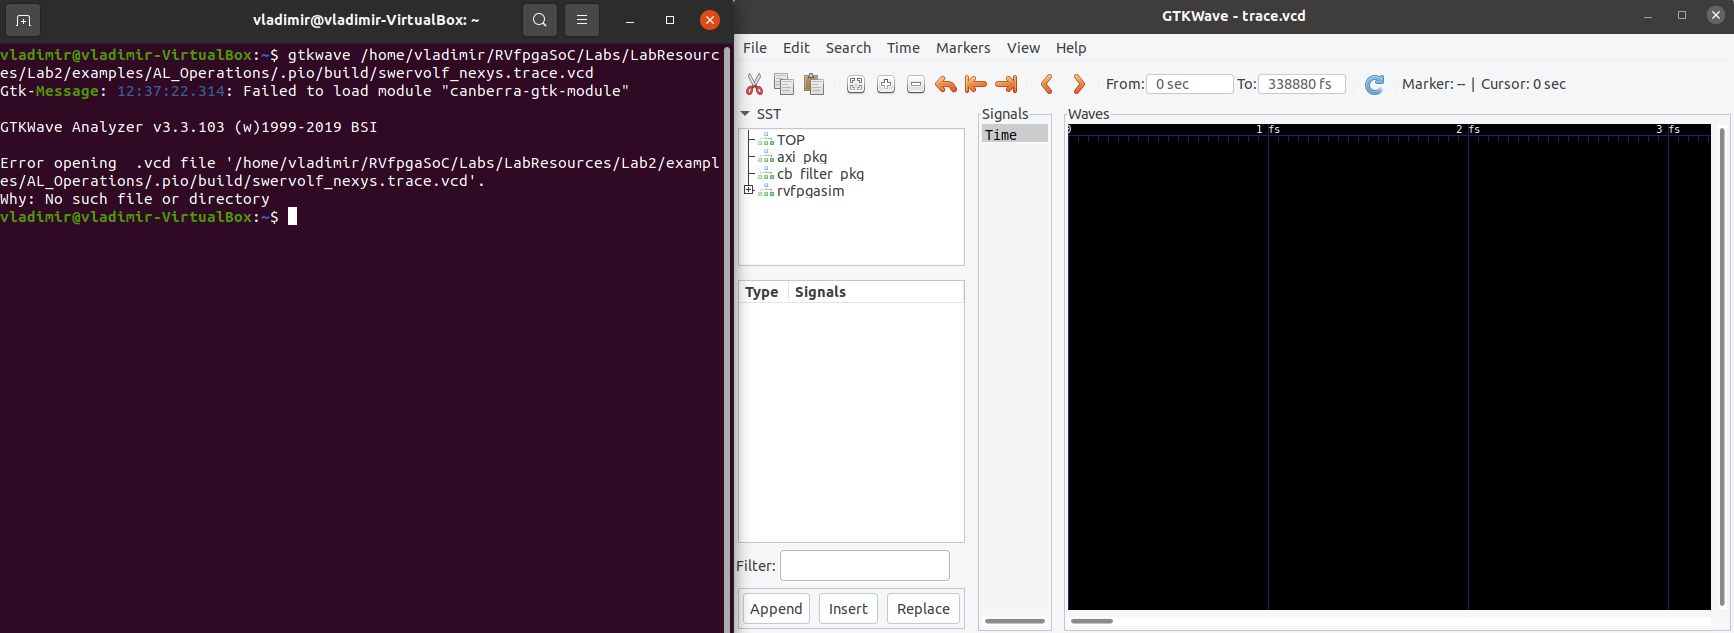 vladimir@vladimir-VirtualBox: ~
vladimir@vladimir-VirtualBox:~$ gtkwave /home/vladimir/RVfpgaSoC/Labs/LabResourc
es/Lab2/examples/AL_Operations/.pio/build/swervolf_nexys.trace.vcd
Gtk-Message: 12:37:22.314: Failed to load module "canberra-gtk-module"
GTKWave Analyzer v3.3.103 (w)1999-2019 BSI
Error opening  .vcd file '/home/vladimir/RVfpgaSoC/Labs/LabResources/Lab2/exampl
es/AL_Operations/.pio/build/swervolf_nexys.trace.vcd'.
Why: No such file or directory
vladimir@vladimir-VirtualBox:~$
GTKWave - trace.vcd
File Edit Search Time Markers View Help
From: 0 sec To: 338880 fs Marker: -- | Cursor: 0 sec
SST
TOP
axi_pkg
cb_filter_pkg
rvfpgasim
Type Signals
Filter:
Append Insert Replace
Signals
Time
Waves
0 1 fs 2 fs 3 fs